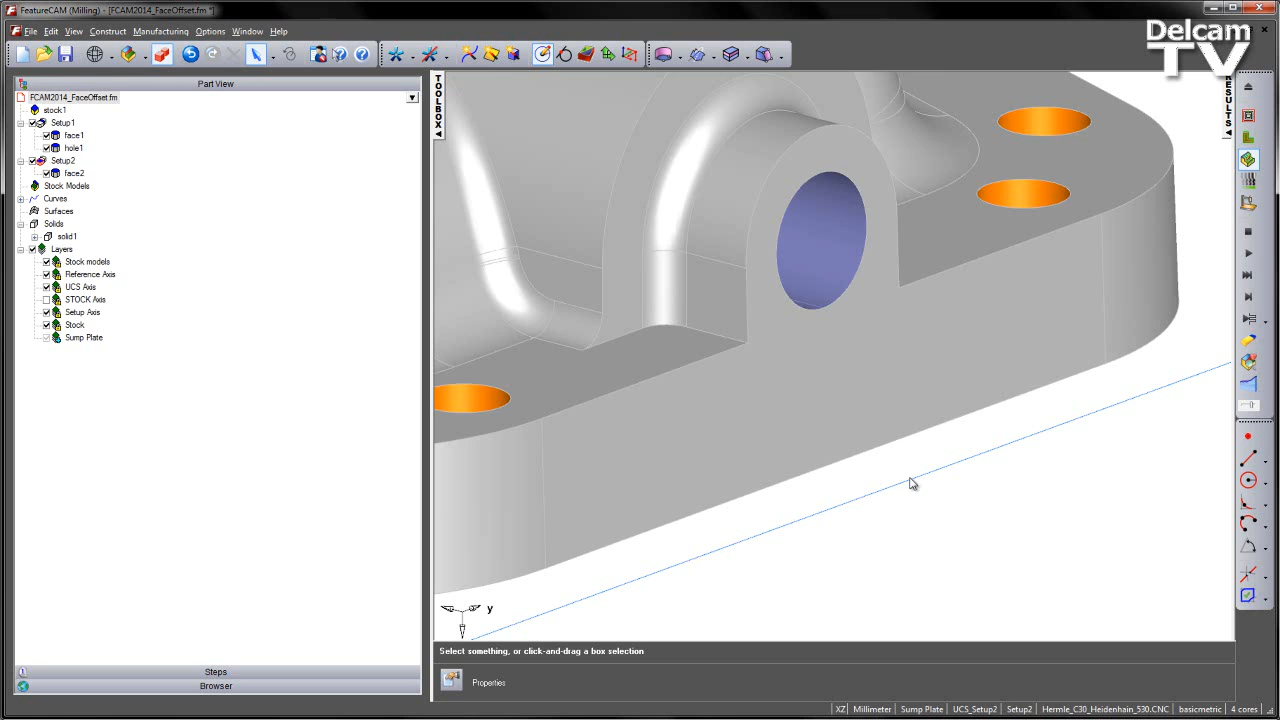 FeatureCAM (Milling) - [FCAM2014_FaceOffset.fm *]
File Edit View Construct Manufacturing Options Window Help
Delcam
TV
Part View
FCAM2014_FaceOffset.fm
stock1
Setup1
face1
hole1
Setup2
face2
Stock Models
Curves
Surfaces
Solids
solid1
Layers
Stock models
Reference Axis
UCS Axis
STOCK Axis
Setup Axis
Stock
Sump Plate
Steps
Browser
TOOLBOX
RESULTS
y
Select something, or click-and-drag a box selection
Properties
XZ Millimeter Sump Plate UCS_Setup2 Setup2 Hermle_C30_Heidenhain_530.CNC basicmetric 4 cores